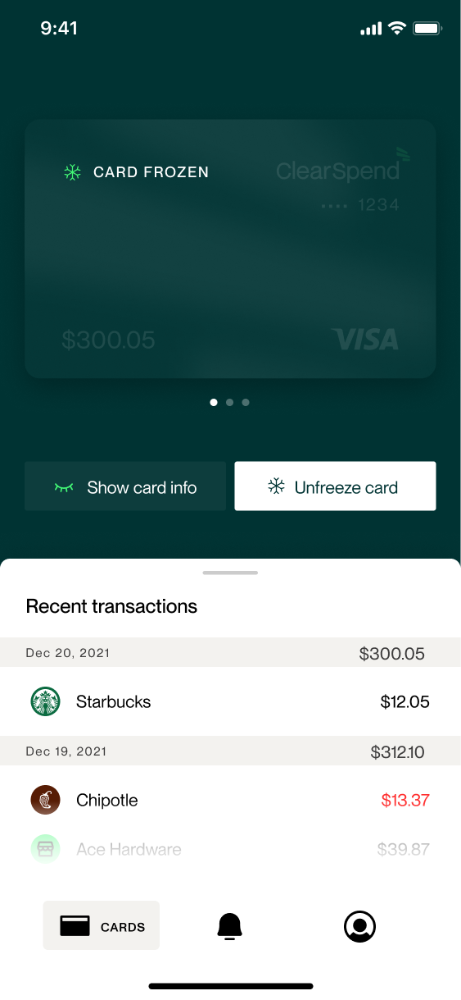 9:41
CARD FROZEN
ClearSpend
•••• 1234
$300.05
VISA
Show card info
Unfreeze card
Recent transactions
Dec 20, 2021 $300.05
Starbucks $12.05
Dec 19, 2021 $312.10
Chipotle $13.37
Ace Hardware $39.87
CARDS